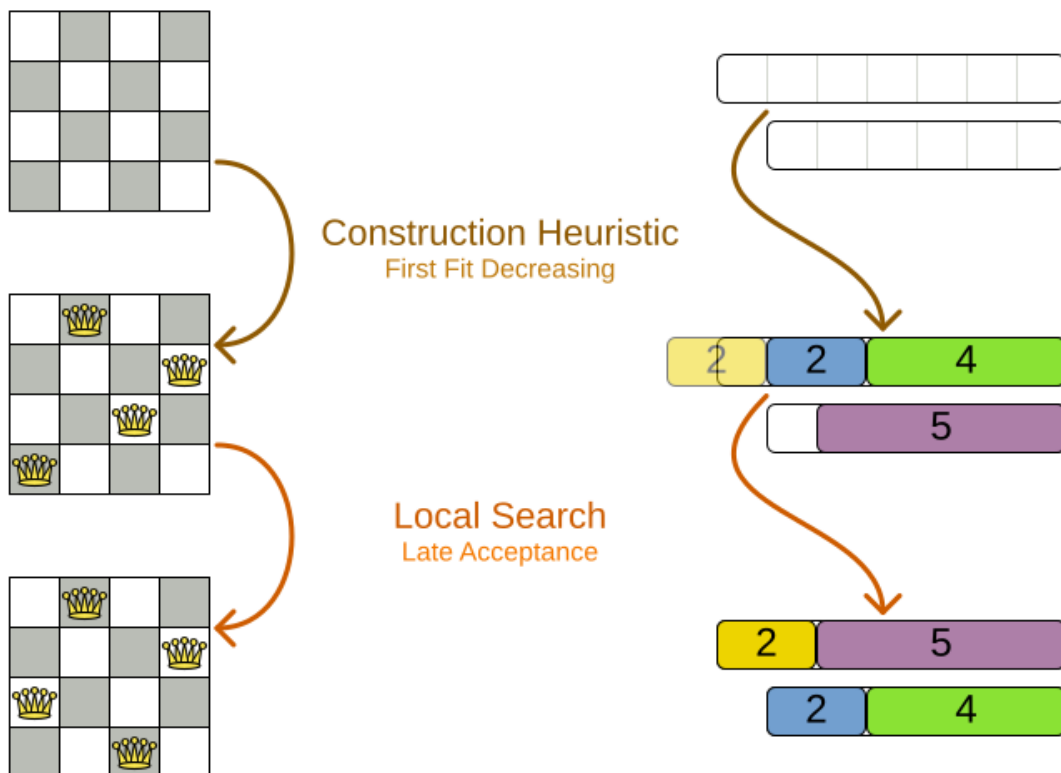 Construction Heuristic
First Fit Decreasing
2 2 4
5
Local Search
Late Acceptance
2 5
2 4